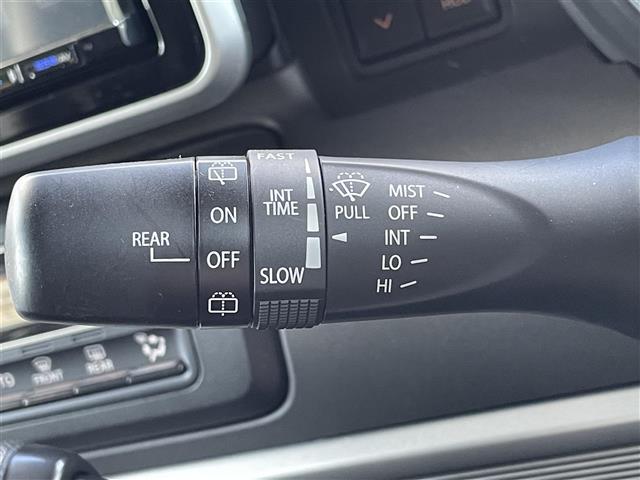 FAST
INT
TIME
SLOW
ON
REAR
OFF
PULL
MIST
OFF
INT
LO
HI
FRONT
REAR